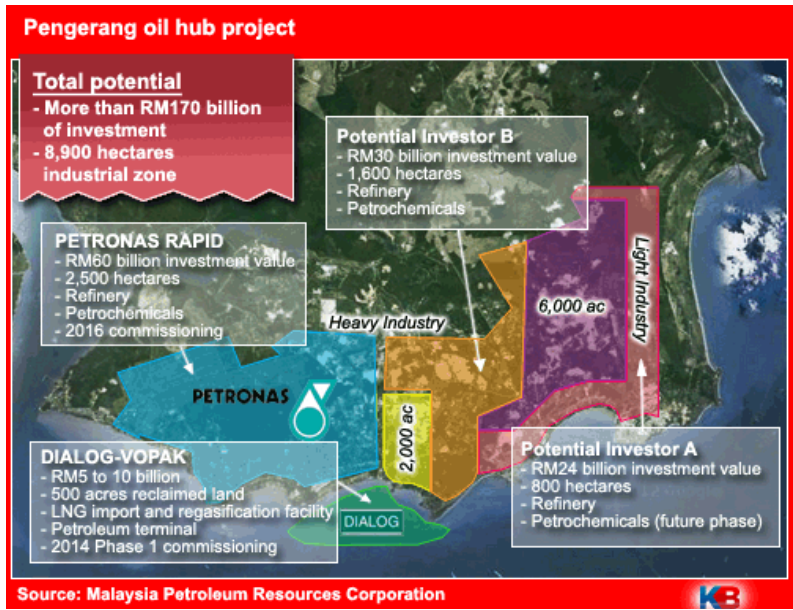 Pengerang oil hub project
Total potential
- More than RM170 billion
of investment
- 8,900 hectares
industrial zone
Potential Investor B
- RM30 billion investment value
- 1,600 hectares
- Refinery
- Petrochemicals
PETRONAS RAPID
- RM60 billion investment value
- 2,500 hectares
- Refinery
- Petrochemicals
- 2016 commissioning
Heavy Industry
6,000 ac
Light Industry
PETRONAS
2,000 ac
DIALOG-VOPAK
- RM5 to 10 billion
- 500 acres reclaimed land
- LNG import and regasification facility
- Petroleum terminal
- 2014 Phase 1 commissioning
DIALOG
Potential Investor A
- RM24 billion investment value
- 800 hectares
- Refinery
- Petrochemicals (future phase)
Source: Malaysia Petroleum Resources Corporation
KB